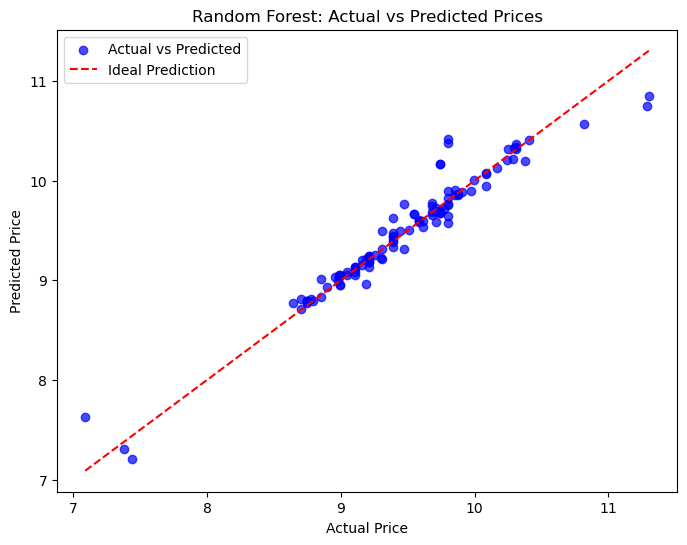 Random Forest: Actual vs Predicted Prices
Actual vs Predicted
Ideal Prediction
Predicted Price
11
10
9
8
7
7
8
9
10
11
Actual Price